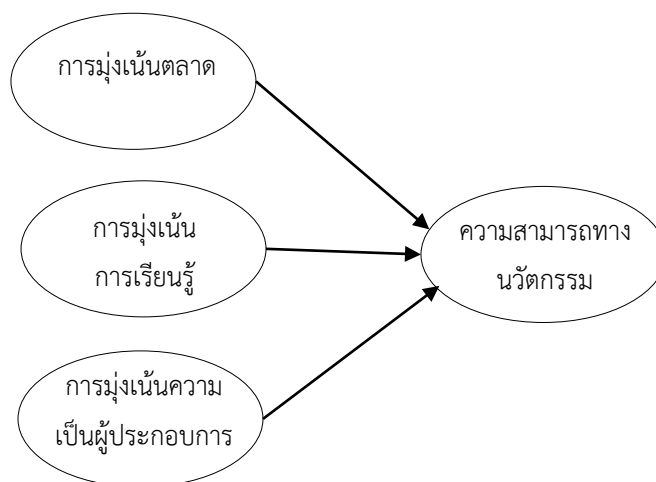 การมุ่งเน้นตลาด
การมุ่งเน้น
การเรียนรู้
ความสามารถทาง
นวัตกรรม
การมุ่งเน้นความ
เป็นผู้ประกอบการ